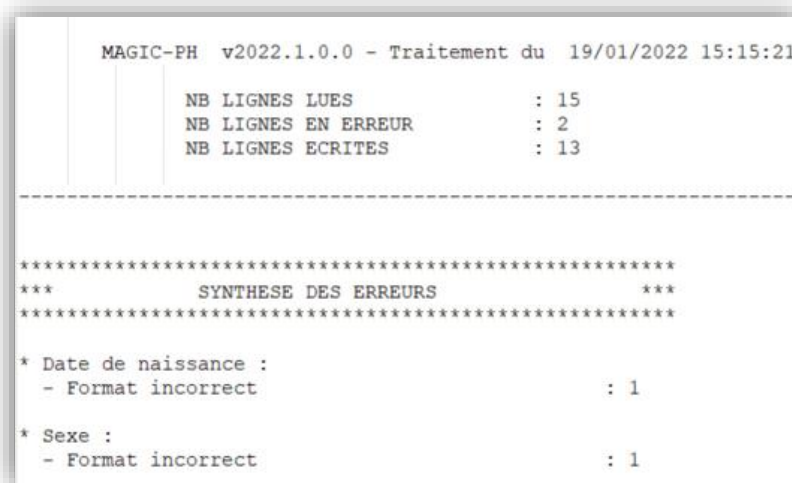 MAGIC-PH v2022.1.0.0 - Traitement du 19/01/2022 15:15:21
NB LIGNES LUES : 15
NB LIGNES EN ERREUR : 2
NB LIGNES ECRITES : 13
----------------------------------------------------------------
*******************************************************
*** SYNTHESE DES ERREURS ***
*******************************************************
* Date de naissance :
- Format incorrect : 1
* Sexe :
- Format incorrect : 1